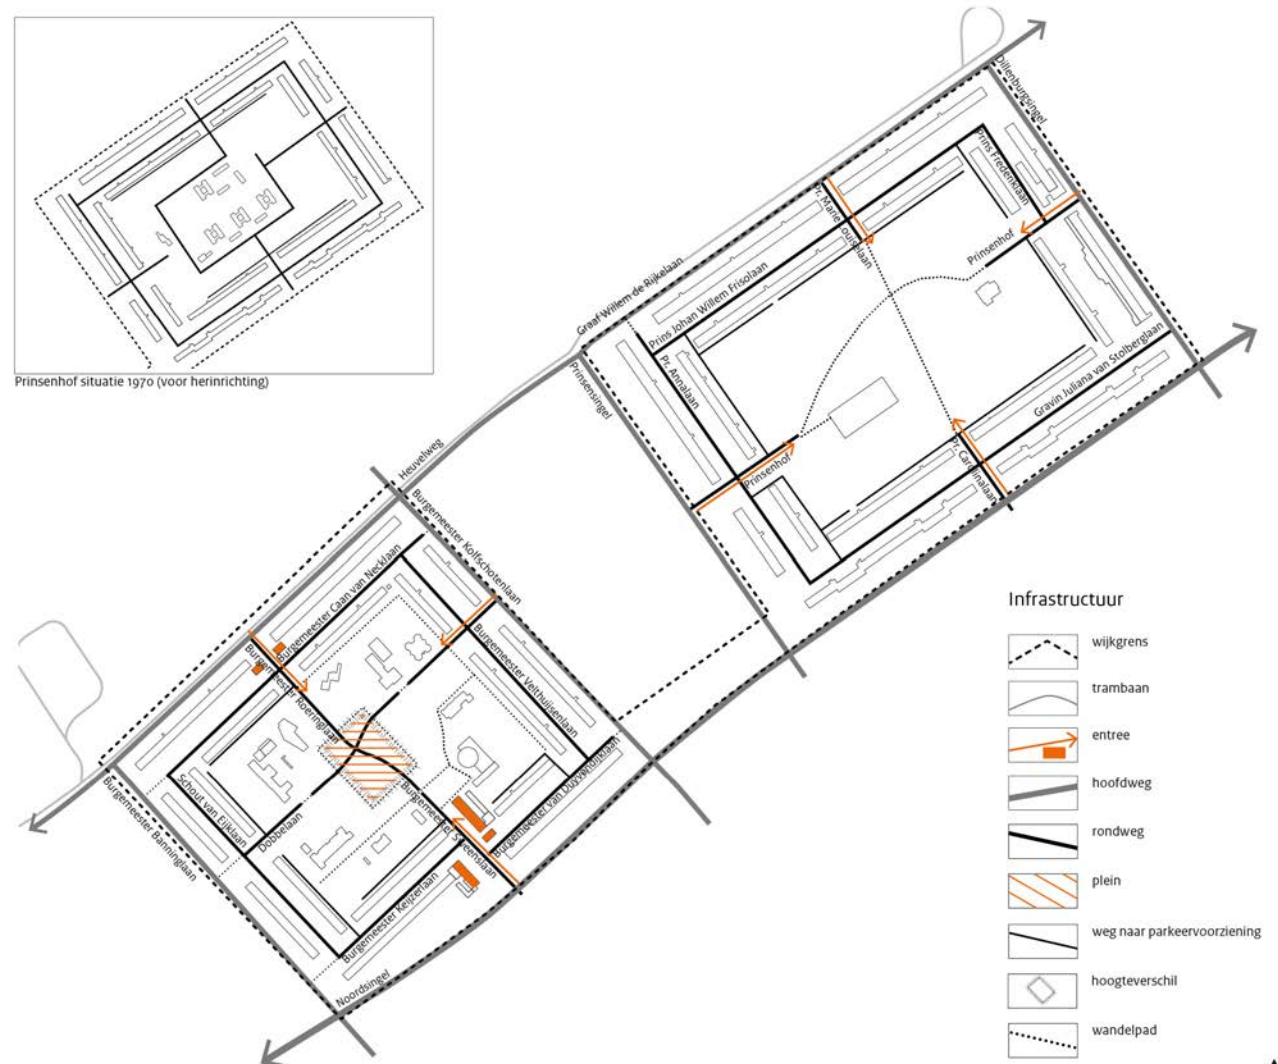 Prinsenhof situatie 1970 (voor herinrichting)
Dillenburgsingel
Prins Frederiklaan
Pr. Marie Louiselaan
Prinsenhof
Graaf Willem de Rijkelaan
Prins Johan Willem Frisolaan
Pr. Annalaan
Prinsensingel
Gravin Juliana van Stolberglaan
Pr. Carolinalaan
Prinsenhof
Heuvelweg
Burgemeester Kolfschotenlaan
Burgemeester Caan van Necklaan
Burgemeester Roeringlaan
Burgemeester Velthuijsenlaan
Burgemeester van Duyvendijklaan
Burgemeester Sweenslaan
Schout van Eijklaan
Dobbelaan
Burgemeester Banninglaan
Burgemeester Keijzerlaan
Noordsingel
Infrastructuur
wijkgrens
trambaan
entree
hoofdweg
rondweg
plein
weg naar parkeervoorziening
hoogteverschil
wandelpad